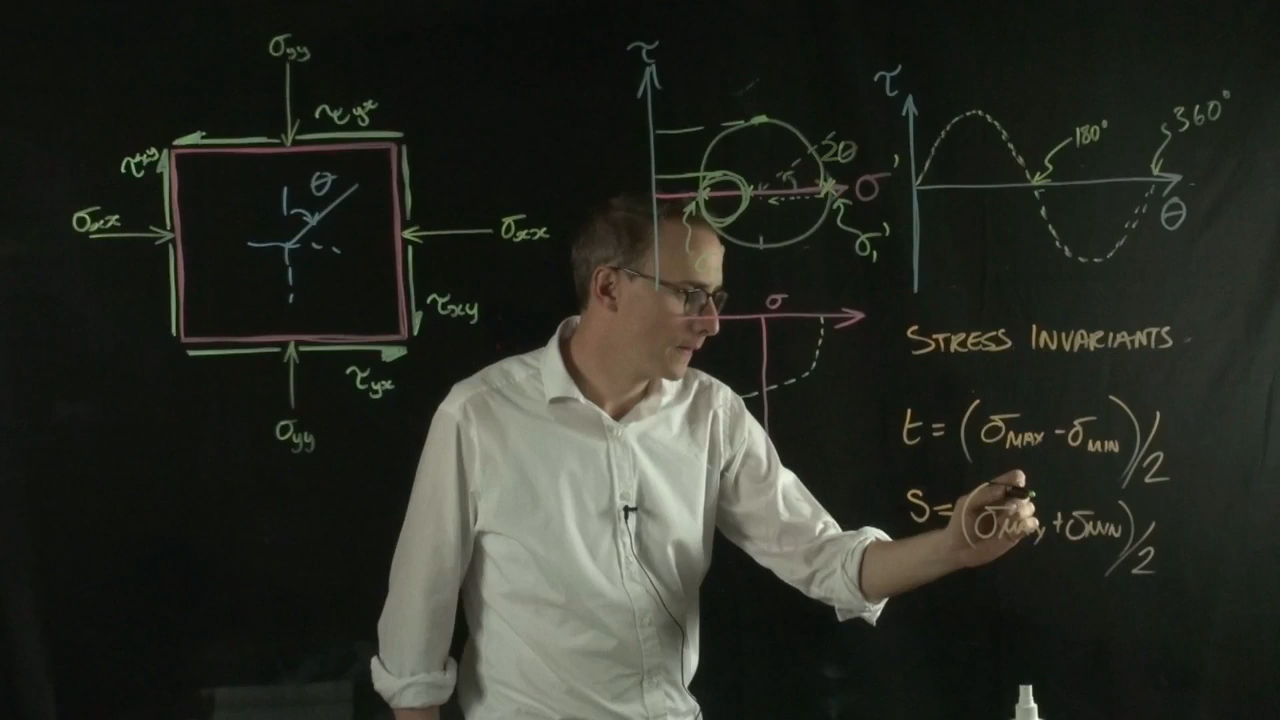 σyy
τyx
τxy
θ
σxx
σxx
τxy
τyx
σyy
τ
2θ
σ'
σ1'
σ
τ
180°
360°
θ
STRESS INVARIANTS
t = (σMAX - σMIN)/2
S = (σMAX + σMIN)/2